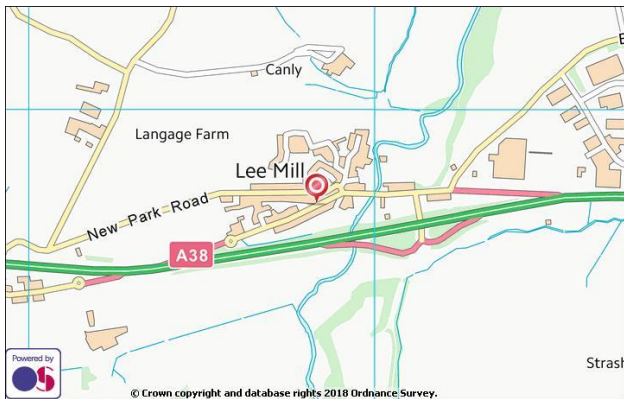 Canly
Langage Farm
Lee Mill
New Park Road
A38
Strash
Powered by
OS
© Crown copyright and database rights 2018 Ordnance Survey.